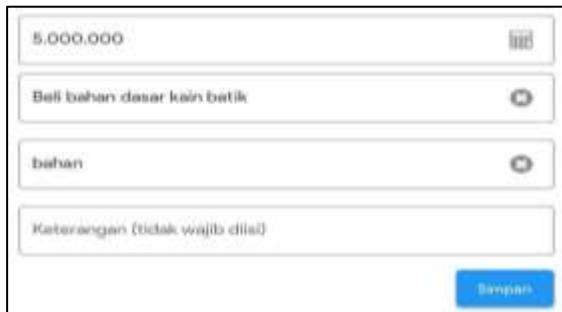 5.000.000
Beli bahan dasar kain batik
bahan
Keterangan (tidak wajib diisi)
Simpan